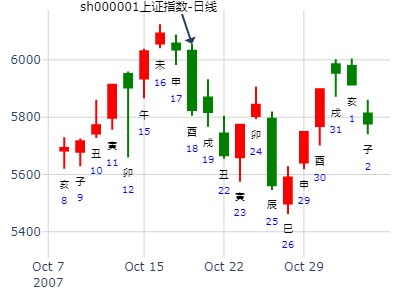 sh000001上证指数-日线
6000
5800
5600
5400
亥
8
子
9
丑
10
寅
11
卯
12
午
15
未
16
申
17
酉
18
戌
19
丑
22
寅
23
卯
24
辰
25
巳
26
申
29
酉
30
戌
31
亥
1
子
2
Oct 7 Oct 15 Oct 22 Oct 29
2007